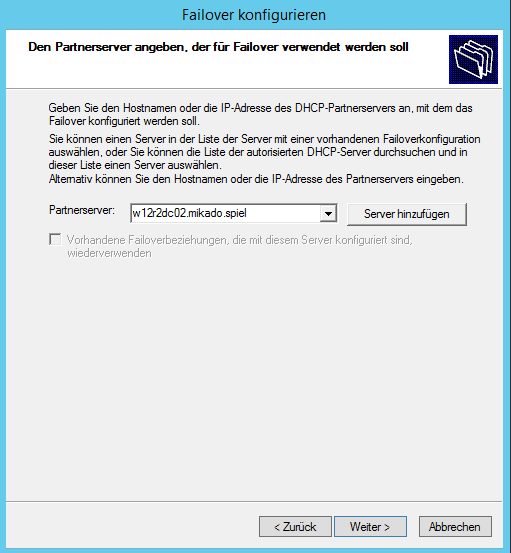 Failover konfigurieren
Den Partnerserver angeben, der für Failover verwendet werden soll
Geben Sie den Hostnamen oder die IP-Adresse des DHCP-Partnerservers an, mit dem das
Failover konfiguriert werden soll.
Sie können einen Server in der Liste der Server mit einer vorhandenen Failoverkonfiguration
auswählen, oder Sie können die Liste der autorisierten DHCP-Server durchsuchen und in
dieser Liste einen Server auswählen.
Alternativ können Sie den Hostnamen oder die IP-Adresse des Partnerservers eingeben.
Partnerserver: w12r2dc02.mikado.spiel Server hinzufügen
Vorhandene Failoverbeziehungen, die mit diesem Server konfiguriert sind,
wiederverwenden
< Zurück Weiter > Abbrechen